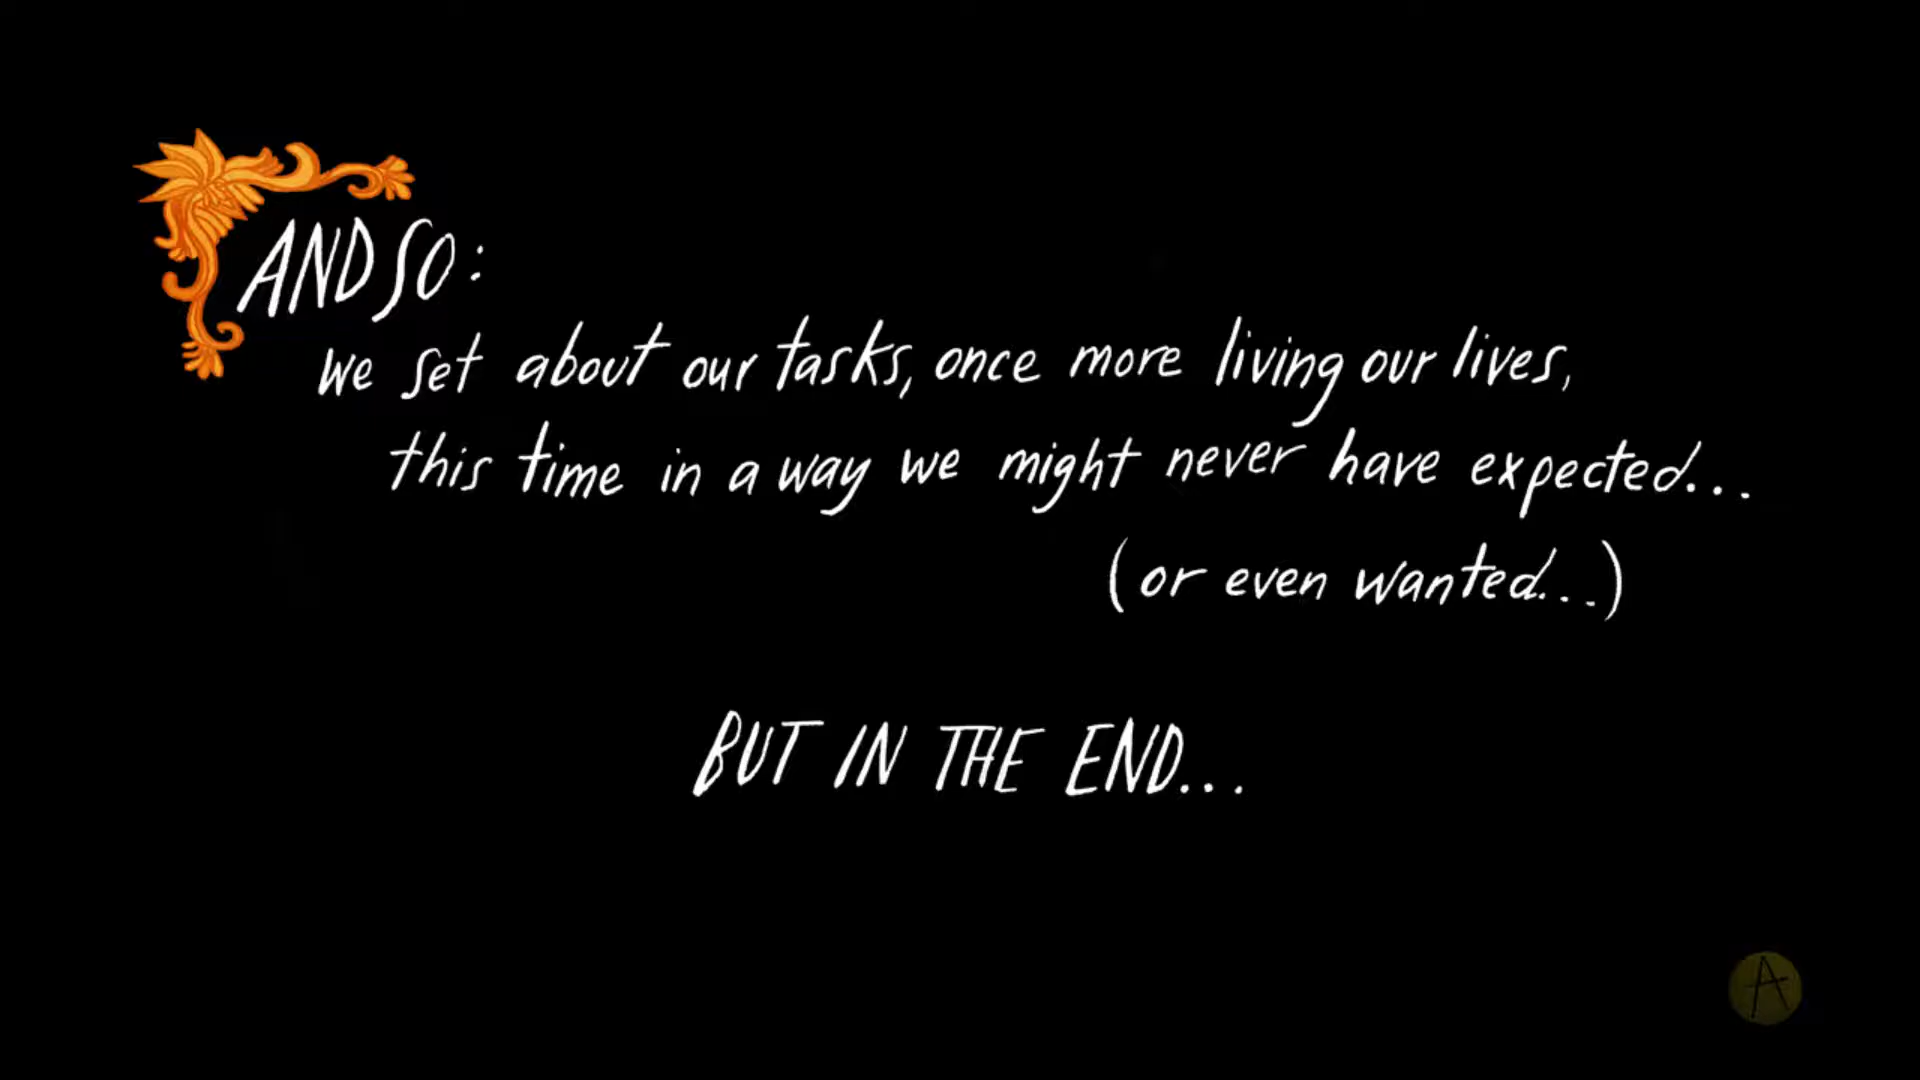 AND SO:
We set about our tasks, once more living our lives,
this time in a way we might never have expected...
(or even wanted...)
BUT IN THE END...
A